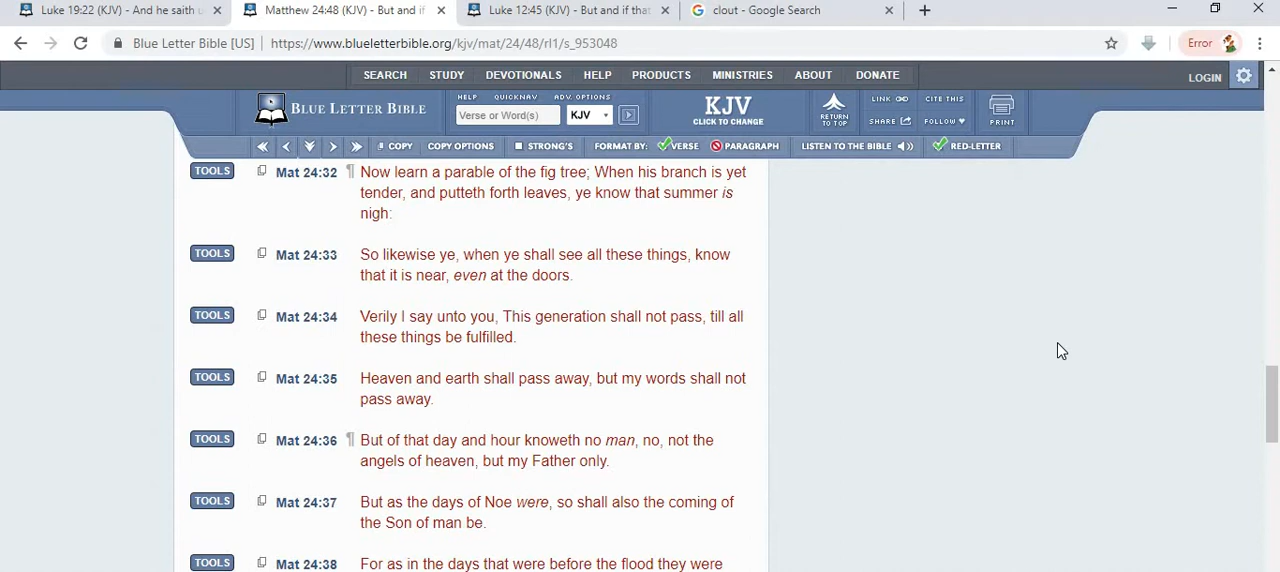 Luke 19:22 (KJV) - And he saith u
Matthew 24:48 (KJV) - And if
Luke 12:45 (KJV) - But and if that
clout - Google Search
Blue Letter Bible [US]
https://www.blueletterbible.org/kjv/mat/24/48/rl1/s_953048
Error
SEARCH STUDY DEVOTIONALS HELP PRODUCTS MINISTRIES ABOUT DONATE
LOGIN
BLUE LETTER BIBLE
HELP QUICKNAV ADV. OPTIONS
Verse or Word(s)
KJV
KJV
CLICK TO CHANGE
RETURN
TO TOP
LINK
CITE THIS
SHARE
FOLLOW
PRINT
COPY COPY OPTIONS STRONG'S FORMAT BY: VERSE PARAGRAPH LISTEN TO THE BIBLE RED-LETTER
TOOLS Mat 24:32 ¶ Now learn a parable of the fig tree; When his branch is yet
tender, and putteth forth leaves, ye know that summer is
nigh:
TOOLS Mat 24:33 So likewise ye, when ye shall see all these things, know
that it is near, even at the doors.
TOOLS Mat 24:34 Verily I say unto you, This generation shall not pass, till all
these things be fulfilled.
TOOLS Mat 24:35 Heaven and earth shall pass away, but my words shall not
pass away.
TOOLS Mat 24:36 ¶ But of that day and hour knoweth no man, no, not the
angels of heaven, but my Father only.
TOOLS Mat 24:37 But as the days of Noe were, so shall also the coming of
the Son of man be.
TOOLS Mat 24:38 For as in the days that were before the flood they were